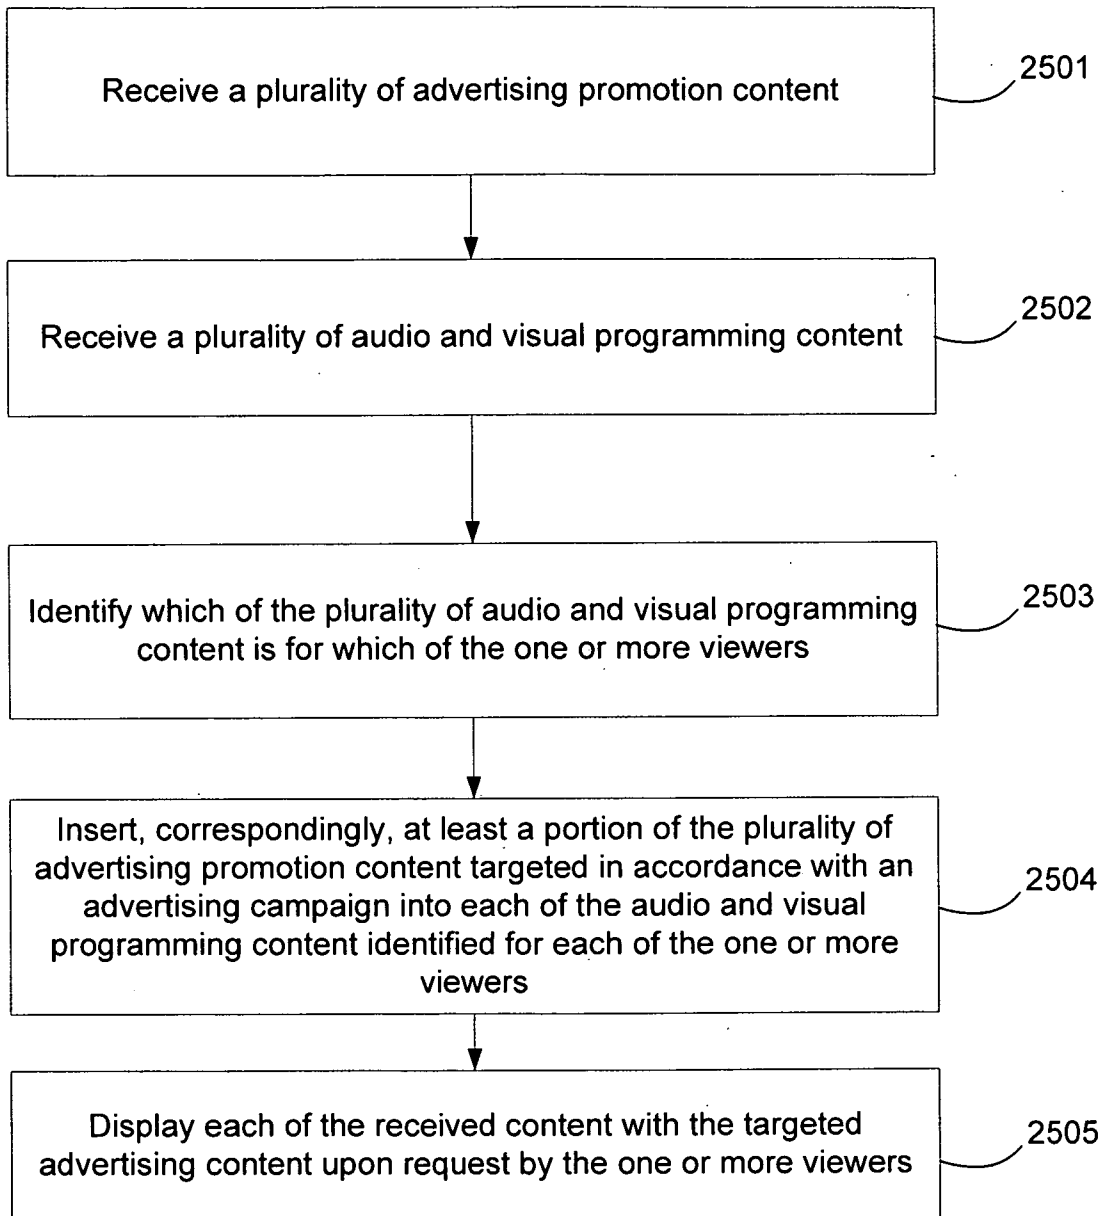 Receive a plurality of advertising promotion content
2501
Receive a plurality of audio and visual programming content
2502
Identify which of the plurality of audio and visual programming
content is for which of the one or more viewers
2503
Insert, correspondingly, at least a portion of the plurality of
advertising promotion content targeted in accordance with an
advertising campaign into each of the audio and visual
programming content identified for each of the one or more
viewers
2504
Display each of the received content with the targeted
advertising content upon request by the one or more viewers
2505